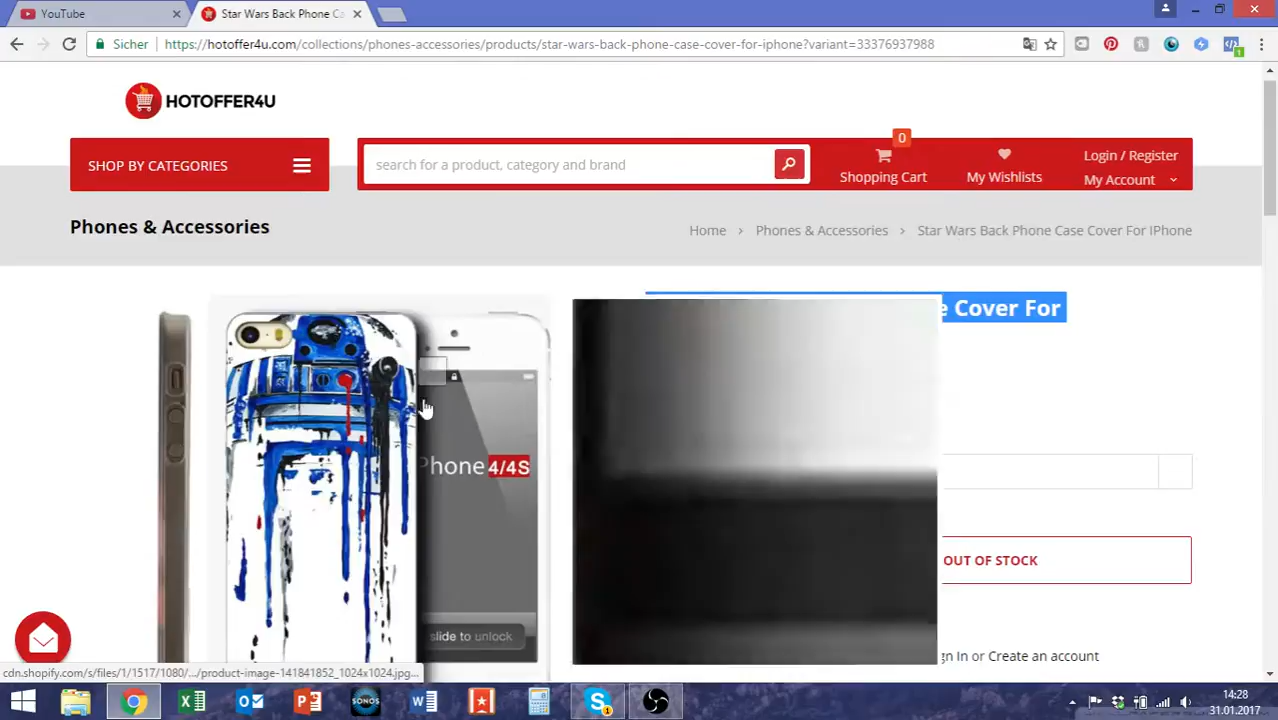 YouTube
Star Wars Back Phone Ca
Sicher
https://hotoffer4u.com/collections/phones-accessories/products/star-wars-back-phone-case-cover-for-iphone?variant=33376937988
1
HOTOFFER4U
SHOP BY CATEGORIES
search for a product, category and brand
0
Shopping Cart
My Wishlists
Login / Register
My Account
Phones & Accessories
Home › Phones & Accessories › Star Wars Back Phone Case Cover For IPhone
Cover For
Phone 4/4S
OUT OF STOCK
slide to unlock
In or Create an account
cdn.shopify.com/s/files/1/1517/1080/.../product-image-141841852_1024x1024.jpg...
SONOS
1
14:28
31.01.2017